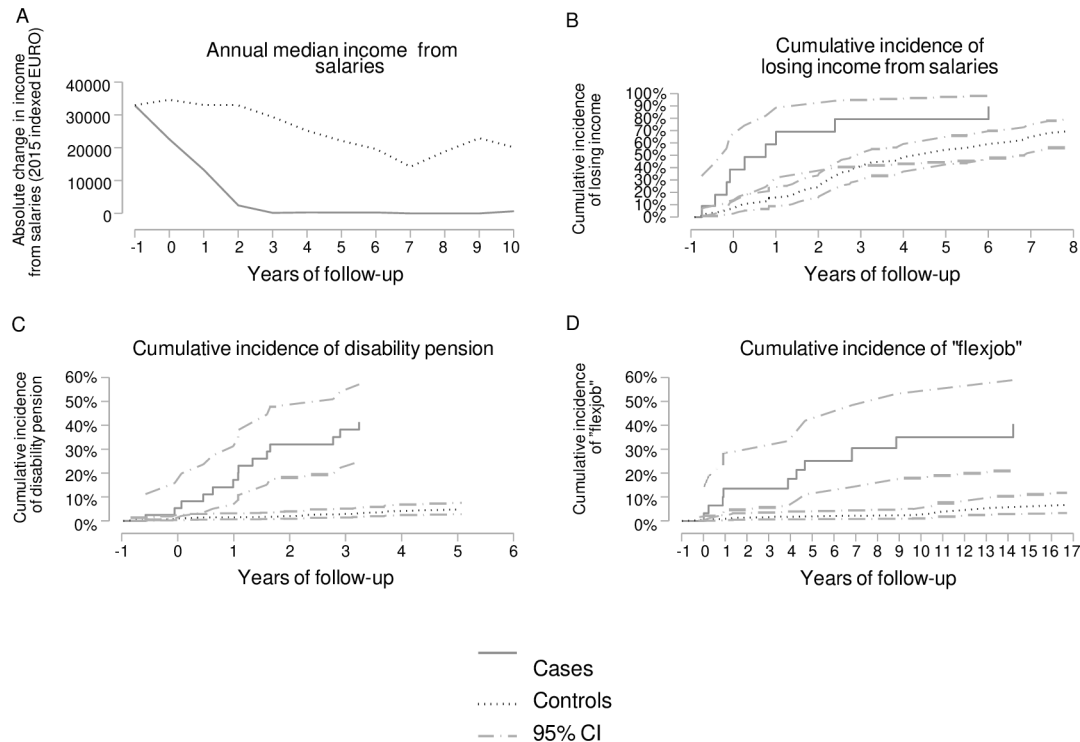 A
Annual median income from
salaries
Absolute change in income
from salaries (2015 indexed EURO)
40000
30000
20000
10000
0
-1 0 1 2 3 4 5 6 7 8 9 10
Years of follow-up
B
Cumulative incidence of
losing income from salaries
Cumulative incidence
of losing income
100%
90%
80%
70%
60%
50%
40%
30%
20%
10%
0%
-1 0 1 2 3 4 5 6 7 8
Years of follow-up
C
Cumulative incidence of disability pension
Cumulative incidence
of disability pension
60%
50%
40%
30%
20%
10%
0%
-1 0 1 2 3 4 5 6
Years of follow-up
D
Cumulative incidence of "flexjob"
Cumulative incidence
of "flexjob"
60%
50%
40%
30%
20%
10%
0%
-1 0 1 2 3 4 5 6 7 8 9 10 11 12 13 14 15 16 17
Years of follow-up
Cases
Controls
95% CI